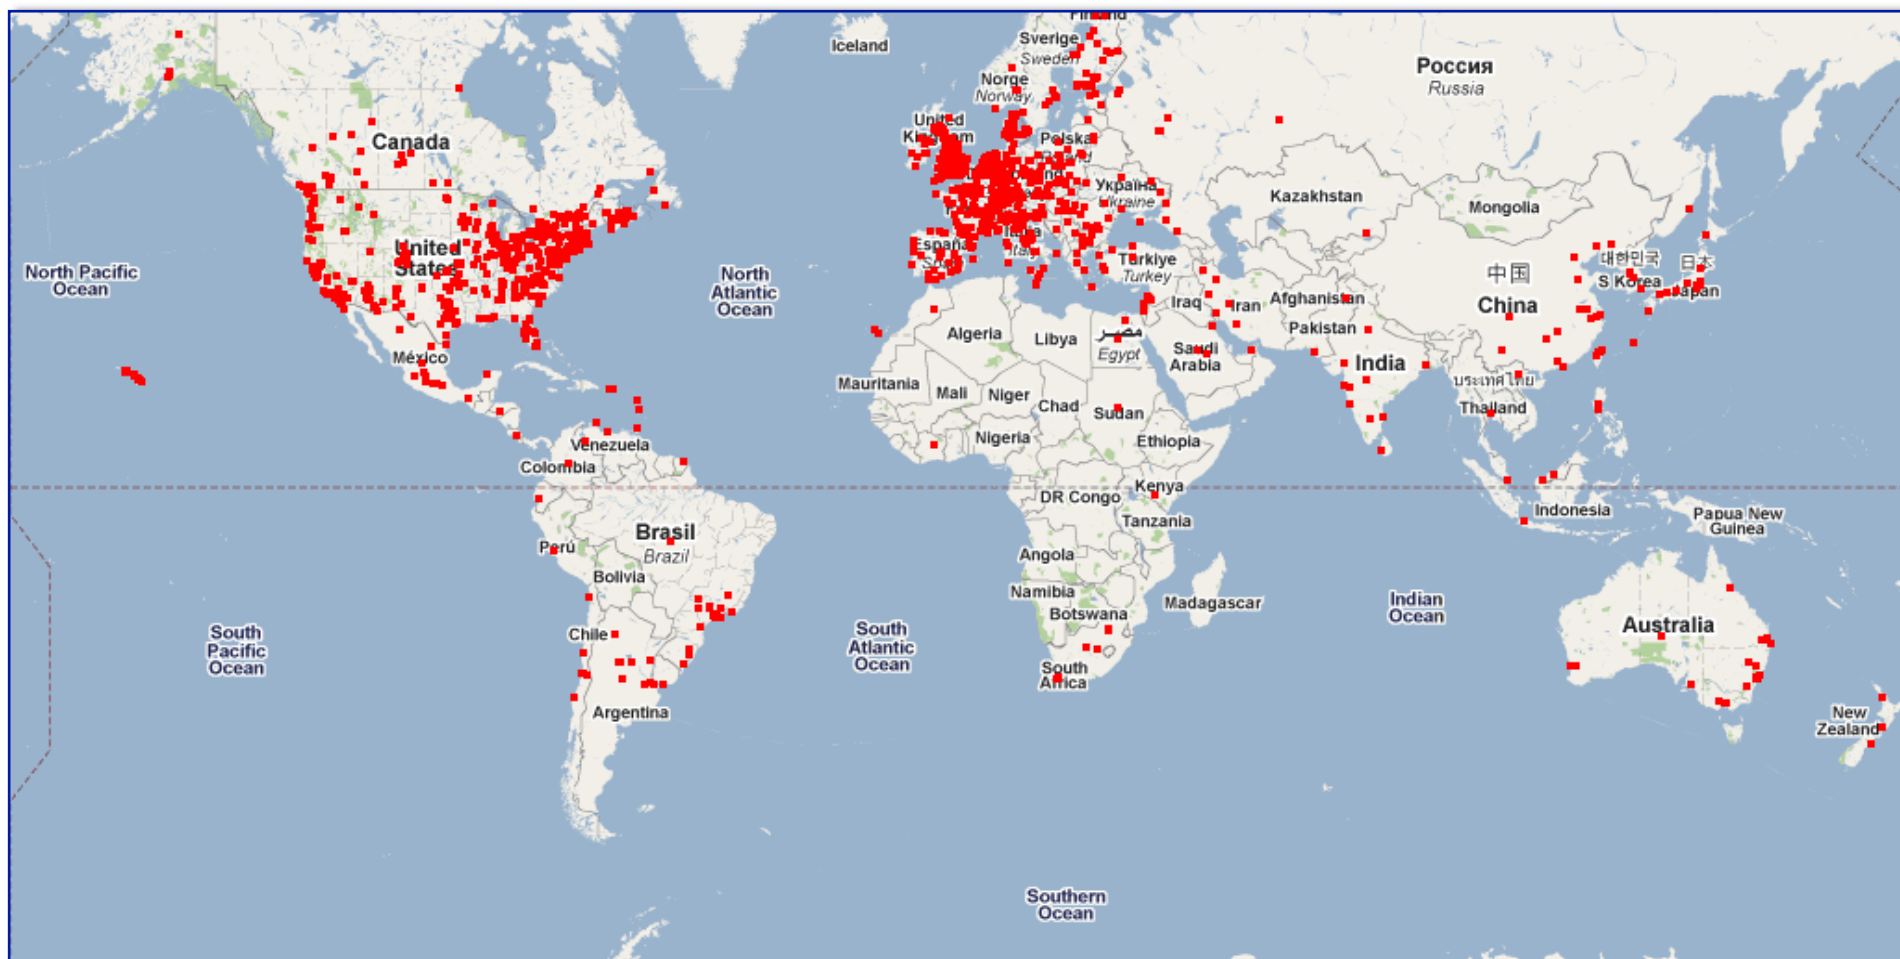 Finland
Iceland
Sverige
Sweden
Norge
Norway
Россия
Russia
United
Kingdom
Polska
Poland
Canada
Україна
Ukraine
Kazakhstan
Mongolia
United
States
España
Spain
Italia
Italy
Türkiye
Turkey
North Pacific
Ocean
North
Atlantic
Ocean
中国
China
대한민국
S Korea
日本
Japan
Iraq
Iran
Afghanistan
Pakistan
Algeria
Libya
مصر
Egypt
Saudi
Arabia
India
México
Mauritania
Mali
Niger
Chad
Sudan
ประเทศไทย
Thailand
Nigeria
Ethiopia
Venezuela
Colombia
DR Congo
Kenya
Tanzania
Indonesia
Papua New
Guinea
Perú
Brasil
Brazil
Bolivia
Angola
Namibia
Botswana
Madagascar
Indian
Ocean
Australia
Chile
South
Pacific
Ocean
South
Atlantic
Ocean
South
Africa
Argentina
New
Zealand
Southern
Ocean